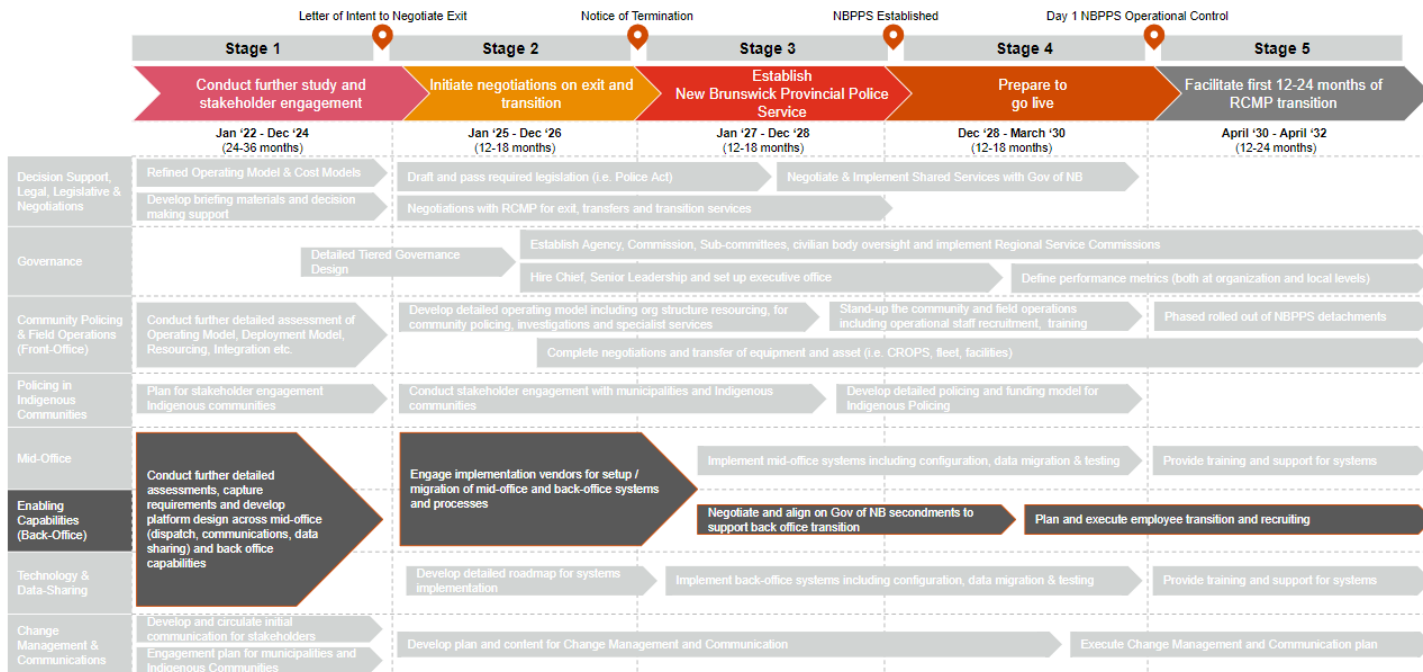 Letter of Intent to Negotiate Exit
Notice of Termination
NBPPS Established
Day 1 NBPPS Operational Control
Stage 1
Stage 2
Stage 3
Stage 4
Stage 5
Conduct further study and
stakeholder engagement
Initiate negotiations on exit and
transition
Establish
New Brunswick Provincial Police
Service
Prepare to
go live
Facilitate first 12-24 months of
RCMP transition
Jan ‘22 - Dec ‘24
(24-36 months)
Jan ‘25 - Dec ‘26
(12-18 months)
Jan ‘27 - Dec ‘28
(12-18 months)
Dec ‘28 - March ‘30
(12-18 months)
April ‘30 - April ‘32
(12-24 months)
Decision Support,
Legal, Legislative &
Negotiations
Refined Operating Model & Cost Models
Develop briefing materials and decision
making support
Draft and pass required legislation (i.e. Police Act)
Negotiate & Implement Shared Services with Gov of NB
Negotiations with RCMP for exit, transfers and transition services
Governance
Detailed Tiered Governance
Design
Establish Agency, Commission, Sub-committees, civilian body oversight and implement Regional Service Commissions
Hire Chief, Senior Leadership and set up executive office
Define performance metrics (both at organization and local levels)
Community Policing
& Field Operations
(Front-Office)
Conduct further detailed assessment of
Operating Model, Deployment Model,
Resourcing, Integration etc.
Develop detailed operating model including org structure resourcing, for
community policing, investigations and specialist services
Stand-up the community and field operations
including operational staff recruitment, training
Phased rolled out of NBPPS detachments
Complete negotiations and transfer of equipment and asset (i.e. CROPS, fleet, facilities)
Policing in
Indigenous
Communities
Plan for stakeholder engagement
Indigenous communities
Conduct stakeholder engagement with municipalities and Indigenous
communities
Develop detailed policing and funding model for
Indigenous Policing
Mid-Office
Conduct further detailed
assessments, capture
requirements and develop
platform design across mid-office
(dispatch, communications, data
sharing) and back office
capabilities
Engage implementation vendors for setup /
migration of mid-office and back-office systems
and processes
Implement mid-office systems including configuration, data migration & testing
Provide training and support for systems
Enabling
Capabilities
(Back-Office)
Negotiate and align on Gov of NB secondments to
support back office transition
Plan and execute employee transition and recruiting
Technology &
Data-Sharing
Develop detailed roadmap for systems
implementation
Implement back-office systems including configuration, data migration & testing
Provide training and support for systems
Change
Management &
Communications
Develop and circulate initial
communication for stakeholders
Engagement plan for municipalities and
Indigenous Communities
Develop plan and content for Change Management and Communication
Execute Change Management and Communication plan